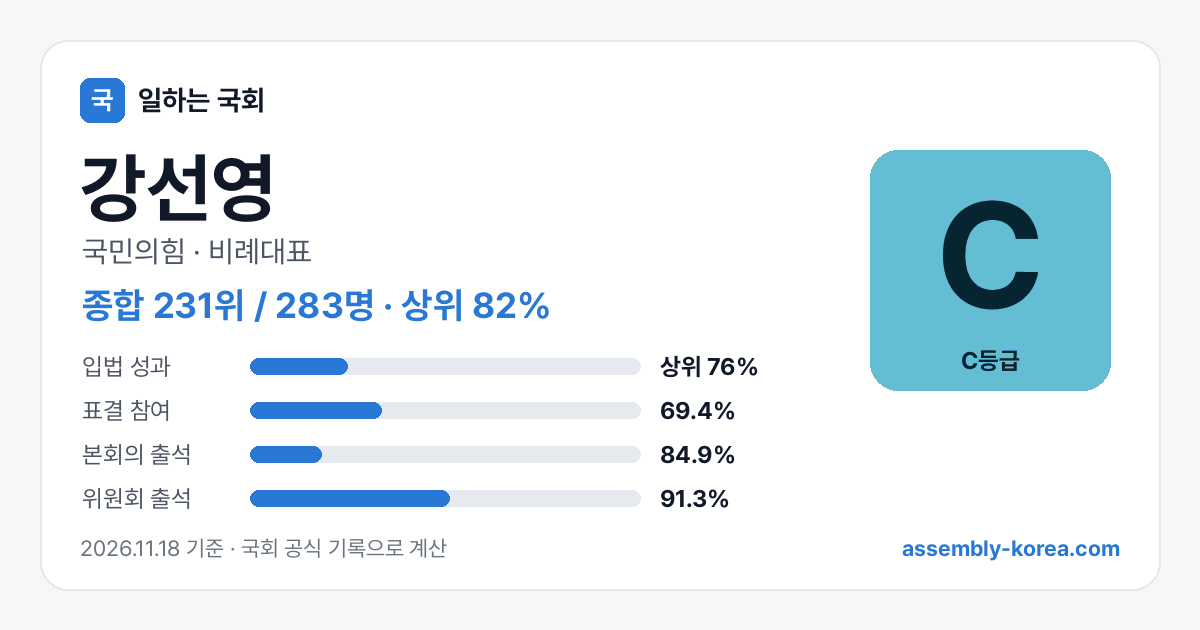 국 일하는 국회
강선영
국민의힘 · 비례대표
종합 231위 / 283명 · 상위 82%
입법 성과 상위 76%
표결 참여 69.4%
본회의 출석 84.9%
위원회 출석 91.3%
C
C등급
2026.11.18 기준 · 국회 공식 기록으로 계산
assembly-korea.com